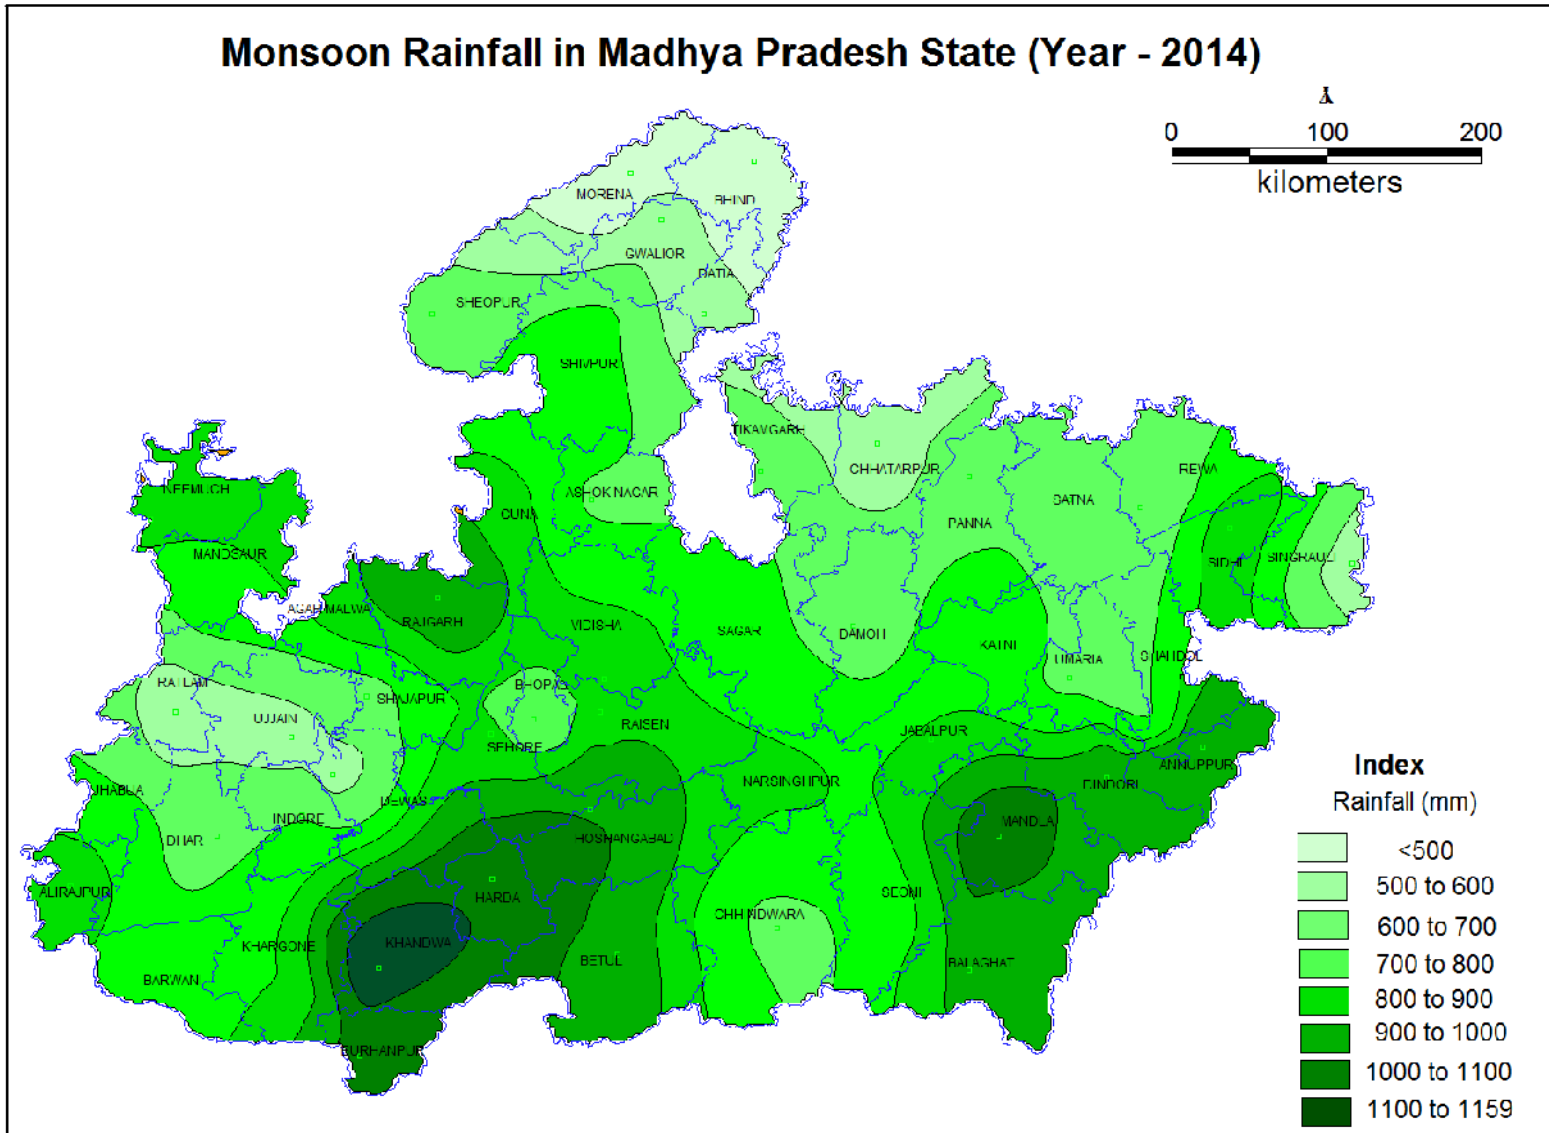 Monsoon Rainfall in Madhya Pradesh State (Year - 2014)
0 100 200
kilometers
MORENA
BHIND
GWALIOR
DATIA
SHEOPUR
SHIVPUR
TIKAMGARH
CHHATARPUR
REWA
NEEMUCH
ASHOK NAGAR
SATNA
GUNA
PANNA
MANDSAUR
SIDHI
SINGRAULI
AGAR MALWA
RAJGARH
VIDISHA
SAGAR
DAMOH
KATNI
UMARIA
SHAHDOL
RATLAM
SHAJAPUR
BHOPAL
UJJAIN
RAISEN
JABALPUR
SEHORE
ANNUPPUR
JHABUA
DEWAS
NARSINGHPUR
DINDORI
INDORE
MANDLA
DHAR
HOSHANGABAD
ALIRAJPUR
HARDA
SEONI
CHHINDWARA
KHARGONE
KHANDWA
BETUL
BALAGHAT
BARWANI
BURHANPUR
Index
Rainfall (mm)
<500
500 to 600
600 to 700
700 to 800
800 to 900
900 to 1000
1000 to 1100
1100 to 1159